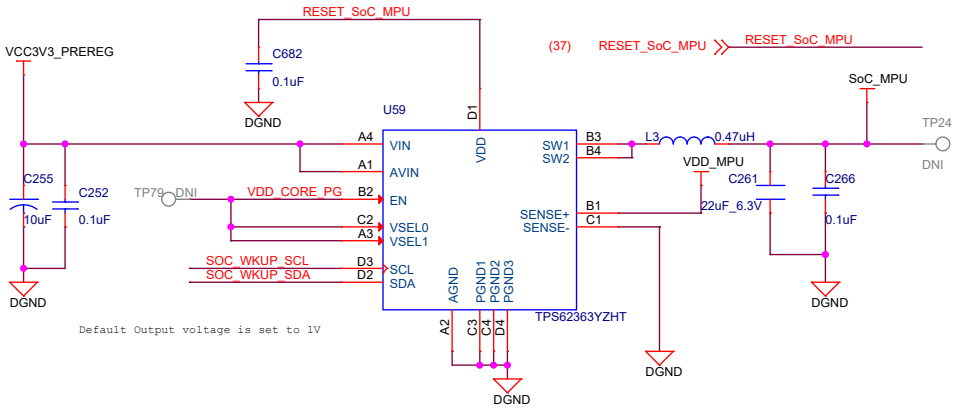 RESET_SoC_MPU
(37) RESET_SoC_MPU RESET_SoC_MPU
VCC3V3_PREREG
C682
0.1uF
DGND
SoC_MPU
U59
D1
TP24
DNI
A4 VIN VDD SW1 B3 L3 0.47uH
SW2 B4
A1 AVIN
VDD_MPU
C255
10uF
C252
0.1uF
TP79 DNI VDD_CORE_PG B2 EN
C261
22uF_6.3V
C266
0.1uF
SENSE+ B1
SENSE- C1
C2 VSEL0
A3 VSEL1
SOC_WKUP_SCL D3 SCL
SOC_WKUP_SDA D2 SDA
AGND PGND1 PGND2 PGND3
DGND
DGND
TPS62363YZHT
A2 C3 C4 D4
Default Output voltage is set to 1V
DGND
DGND